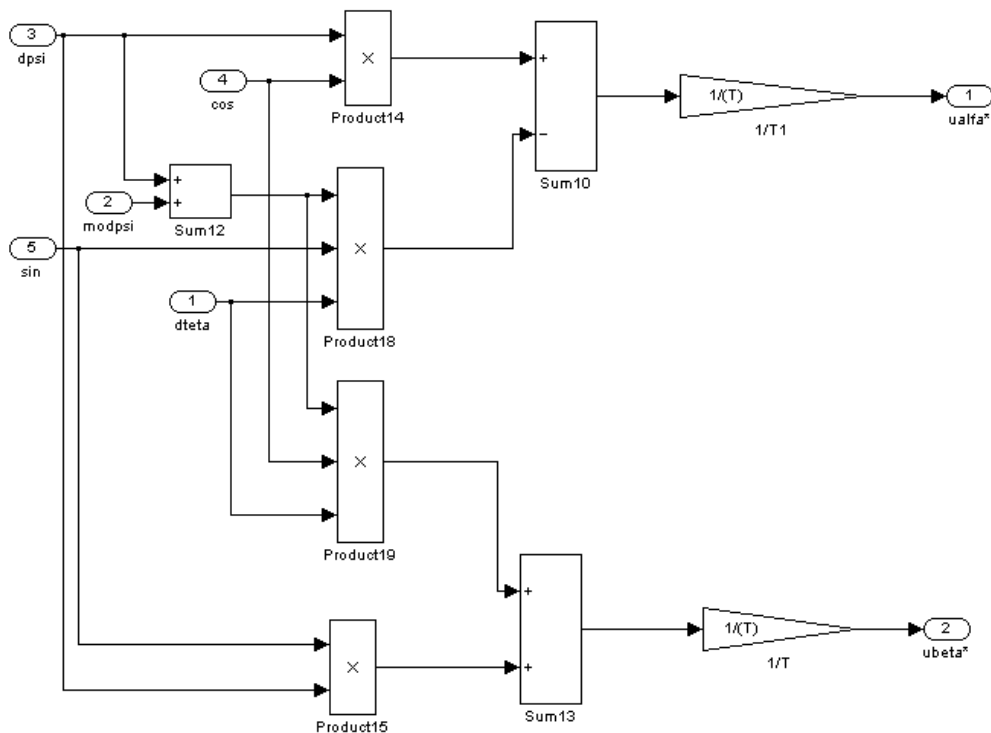 3
dpsi
4
cos
×
Product14
+
−
Sum10
1/(T)
1/T1
1
ualfa*
+
+
Sum12
2
modpsi
5
sin
1
dteta
×
Product18
×
Product19
×
Product15
+
+
Sum13
1/(T)
1/T
2
ubeta*